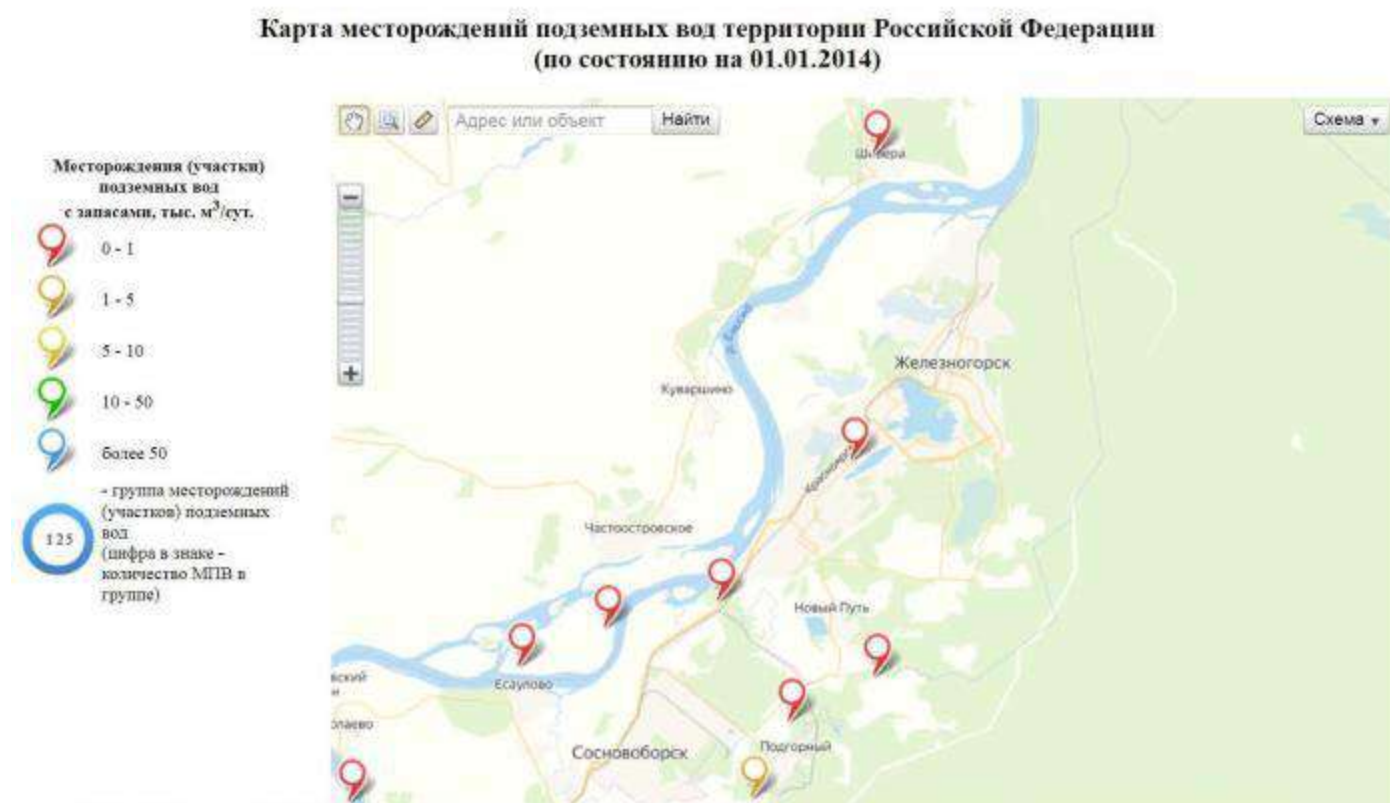 Карта месторождений подземных вод территории Российской Федерации
(по состоянию на 01.01.2014)
Адрес или объект
Найти
Схема
Месторождения (участки)
подземных вод
с запасами, тыс. м³/сут.
0 - 1
1 - 5
5 - 10
10 - 50
более 50
125
- группа месторождений
(участков) подземных
вод
(цифра в знаке -
количество МПВ в
группе)
Железногорск
Куваршино
Частоостровское
Новый Путь
Есаулово
Сосновоборск
Подгорный